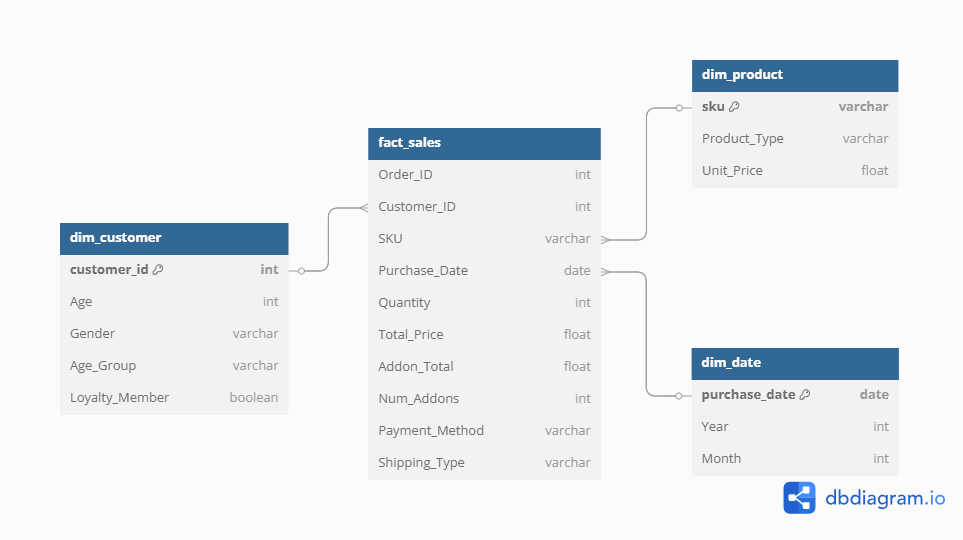 dim_product
sku varchar
Product_Type varchar
Unit_Price float
fact_sales
Order_ID int
Customer_ID int
SKU varchar
Purchase_Date date
Quantity int
Total_Price float
Addon_Total float
Num_Addons int
Payment_Method varchar
Shipping_Type varchar
dim_customer
customer_id int
Age int
Gender varchar
Age_Group varchar
Loyalty_Member boolean
dim_date
purchase_date date
Year int
Month int
dbdiagram.io